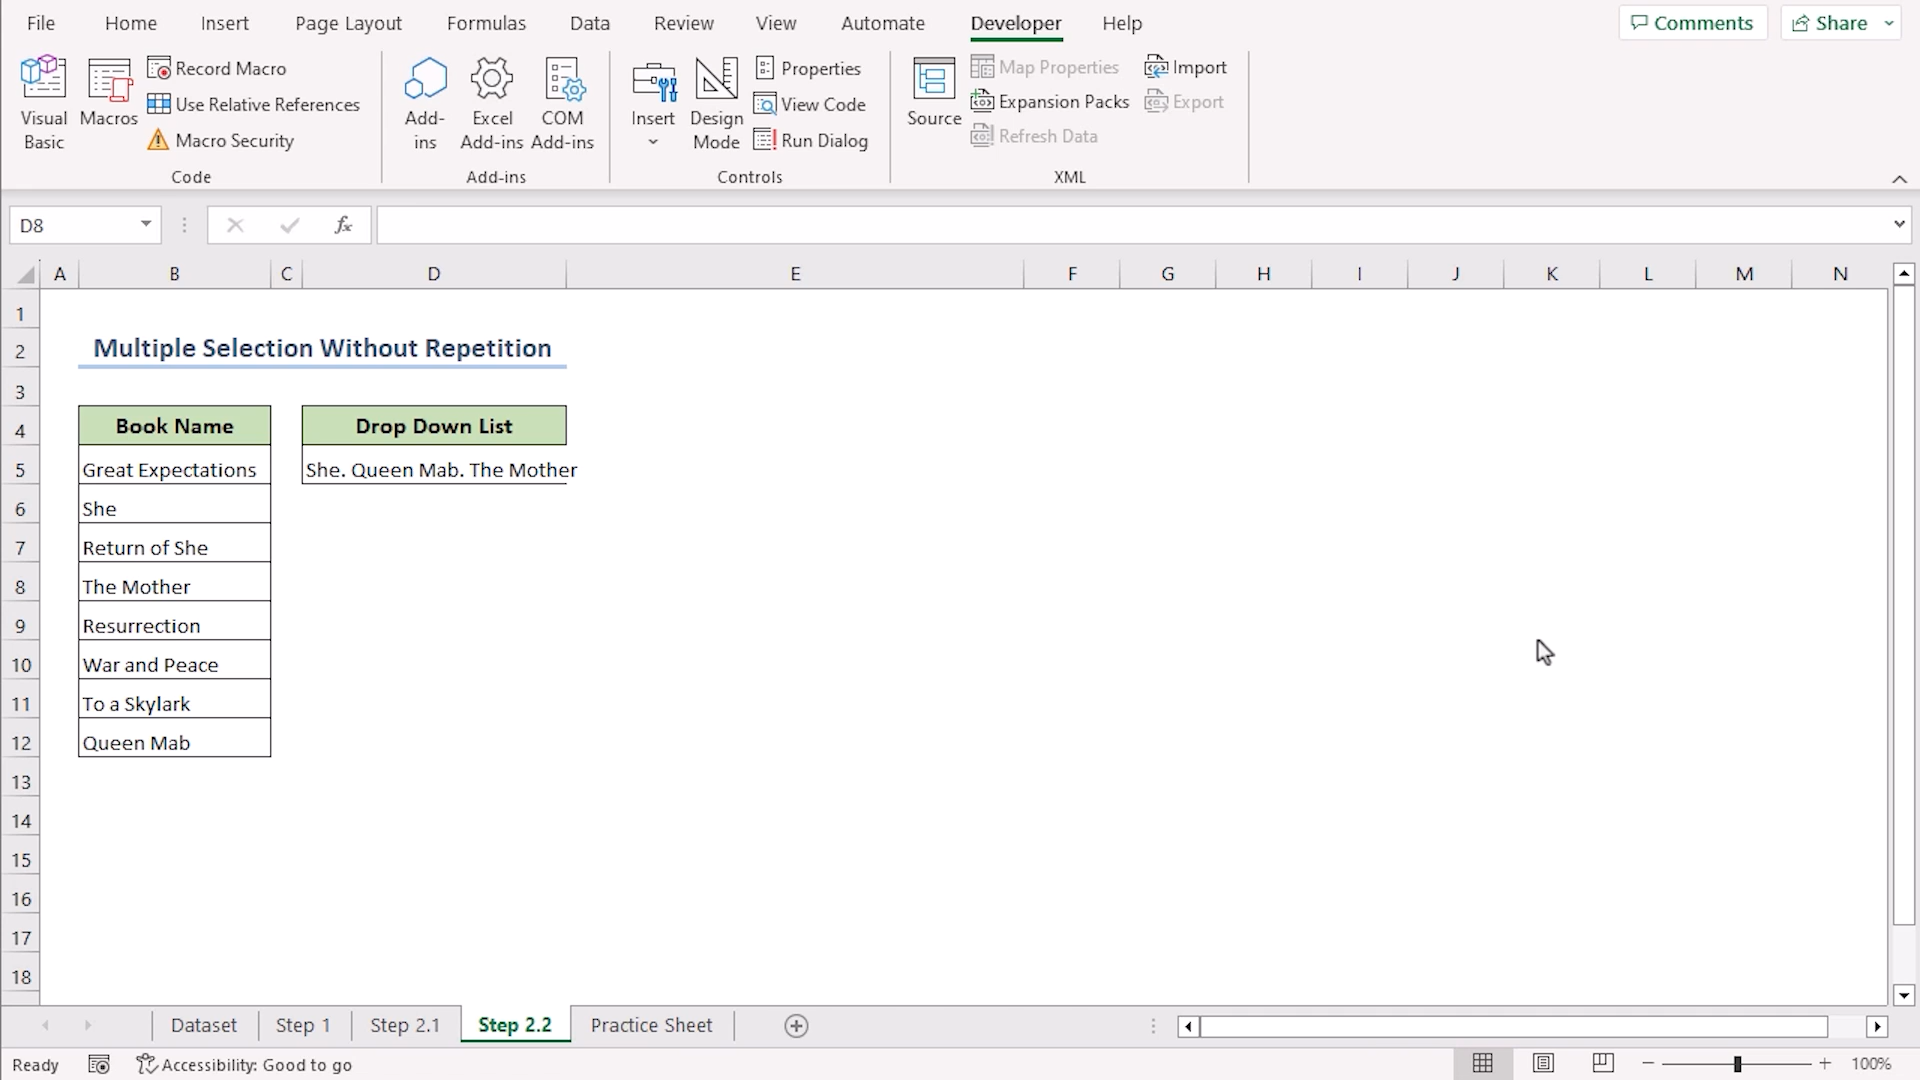 File Home Insert Page Layout Formulas Data Review View Automate Developer Help Comments Share
Visual Basic
Macros
Record Macro
Use Relative References
Macro Security
Code
Add-ins
Excel Add-ins
COM Add-ins
Add-ins
Insert
Design Mode
Properties
View Code
Run Dialog
Controls
Source
Map Properties
Expansion Packs
Refresh Data
Import
Export
XML
D8
fx
A B C D E F G H I J K L M N
1
2 Multiple Selection Without Repetition
3
4 Book Name Drop Down List
5 Great Expectations She. Queen Mab. The Mother
6 She
7 Return of She
8 The Mother
9 Resurrection
10 War and Peace
11 To a Skylark
12 Queen Mab
13
14
15
16
17
18
Dataset Step 1 Step 2.1 Step 2.2 Practice Sheet
Ready Accessibility: Good to go 100%